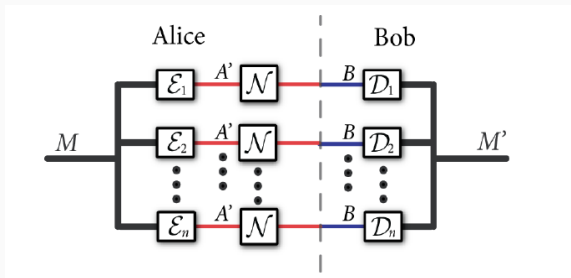 Alice Bob
ℰ₁ A' 𝒩 B 𝒟₁
M ℰ₂ A' 𝒩 B 𝒟₂ M'
ℰₙ A' 𝒩 B 𝒟ₙ